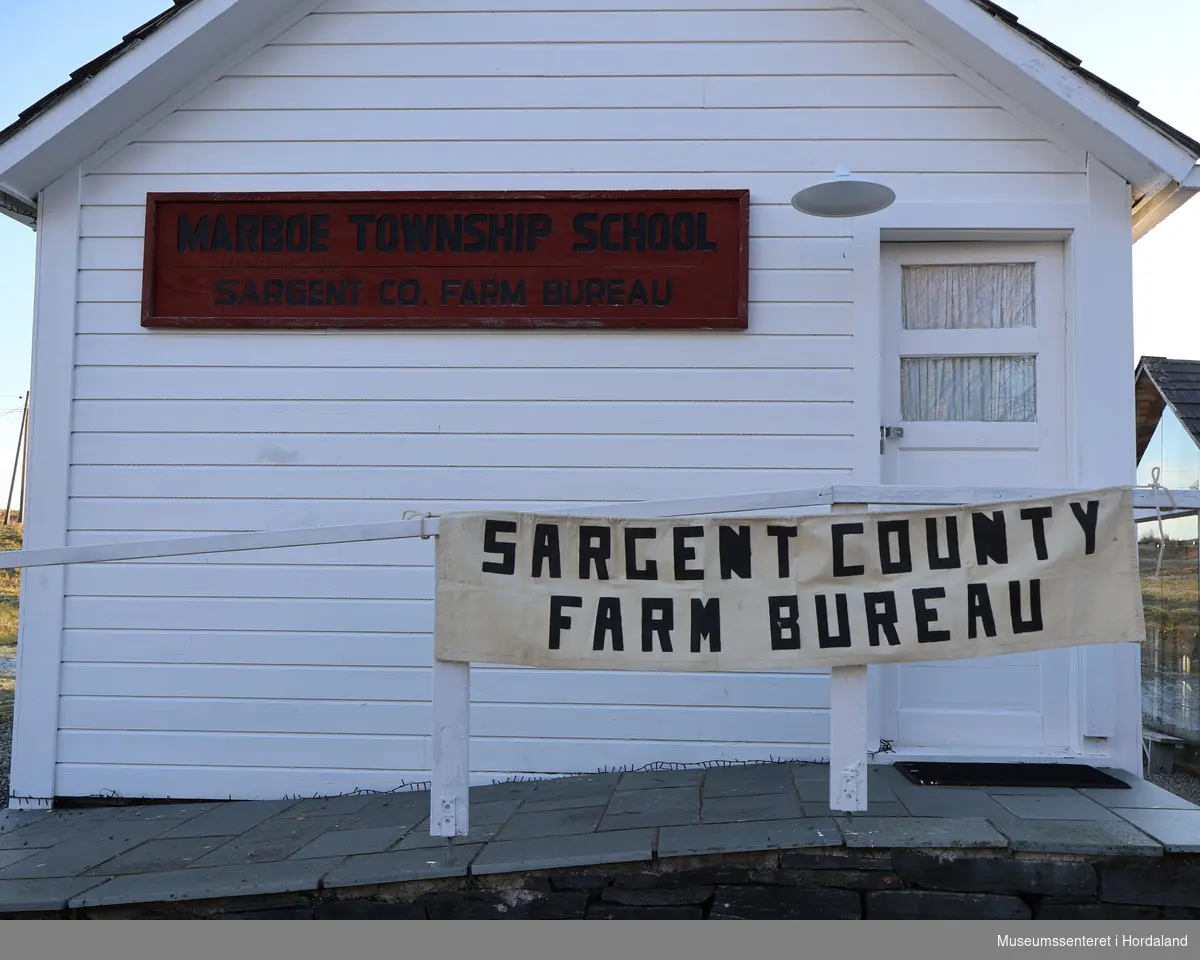 MARBOE TOWNSHIP SCHOOL
SARGENT CO. FARM BUREAU
SARGENT COUNTY
FARM BUREAU
Museumssenteret i Hordaland